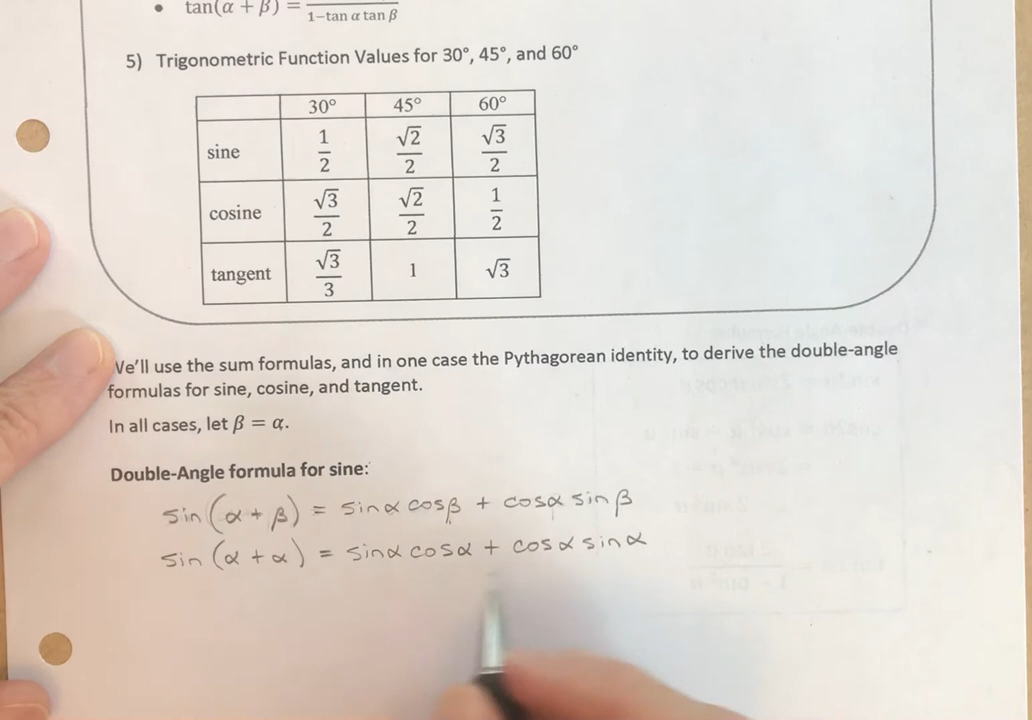 • tan(α + β) = 1−tan α tan β
5) Trigonometric Function Values for 30°, 45°, and 60°
30° 45° 60°
sine 1/2 √2/2 √3/2
cosine √3/2 √2/2 1/2
tangent √3/3 1 √3
We'll use the sum formulas, and in one case the Pythagorean identity, to derive the double-angle
formulas for sine, cosine, and tangent.
In all cases, let β = α.
Double-Angle formula for sine:
sin(α + β) = sinα cosβ + cosα sinβ
sin(α + α) = sinα cosα + cosα sinα